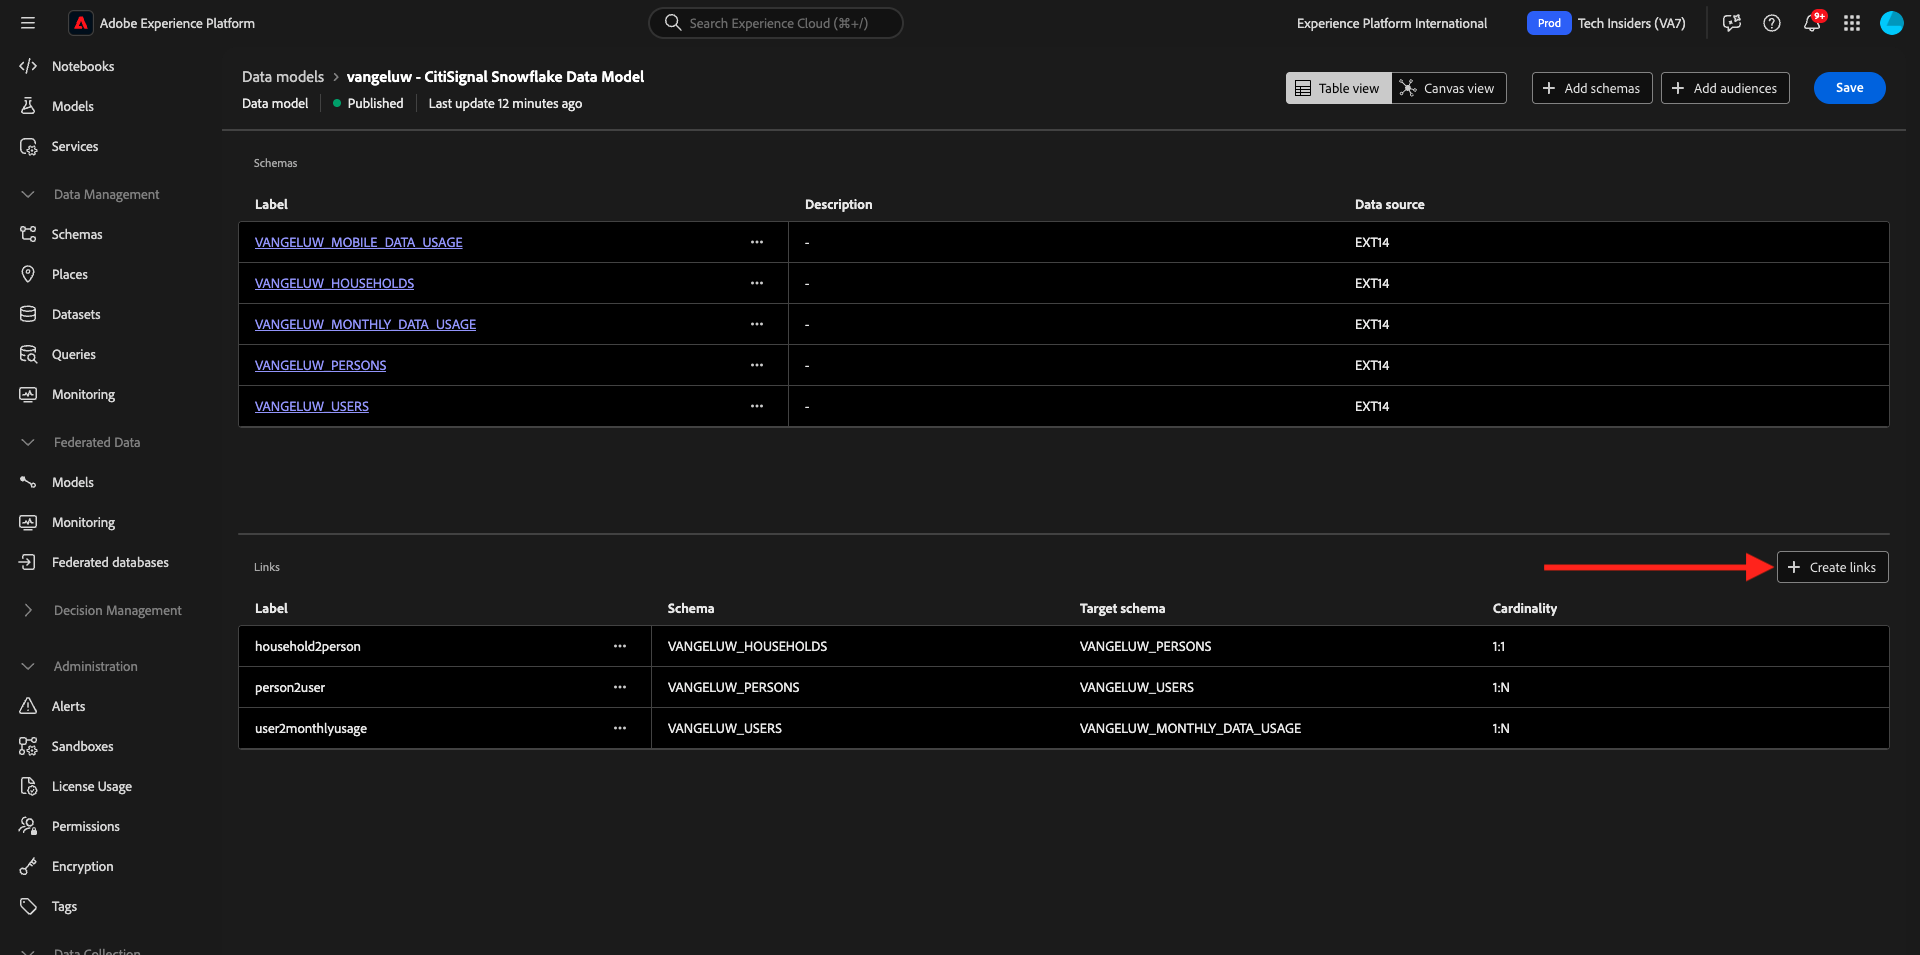 Adobe Experience Platform
Search Experience Cloud (⌘+/)
Experience Platform International
Prod
Tech Insiders (VA7)
9+
Notebooks
Models
Services
Data Management
Schemas
Places
Datasets
Queries
Monitoring
Federated Data
Models
Monitoring
Federated databases
Decision Management
Administration
Alerts
Sandboxes
License Usage
Permissions
Encryption
Tags
Data Collection
Data models > vangeluw - CitiSignal Snowflake Data Model
Data model
Published
Last update 12 minutes ago
Table view
Canvas view
+ Add schemas
+ Add audiences
Save
Schemas
Label Description Data source
VANGELUW_MOBILE_DATA_USAGE ··· - EXT14
VANGELUW_HOUSEHOLDS ··· - EXT14
VANGELUW_MONTHLY_DATA_USAGE ··· - EXT14
VANGELUW_PERSONS ··· - EXT14
VANGELUW_USERS ··· - EXT14
Links
+ Create links
Label Schema Target schema Cardinality
household2person ··· VANGELUW_HOUSEHOLDS VANGELUW_PERSONS 1:1
person2user ··· VANGELUW_PERSONS VANGELUW_USERS 1:N
user2monthlyusage ··· VANGELUW_USERS VANGELUW_MONTHLY_DATA_USAGE 1:N